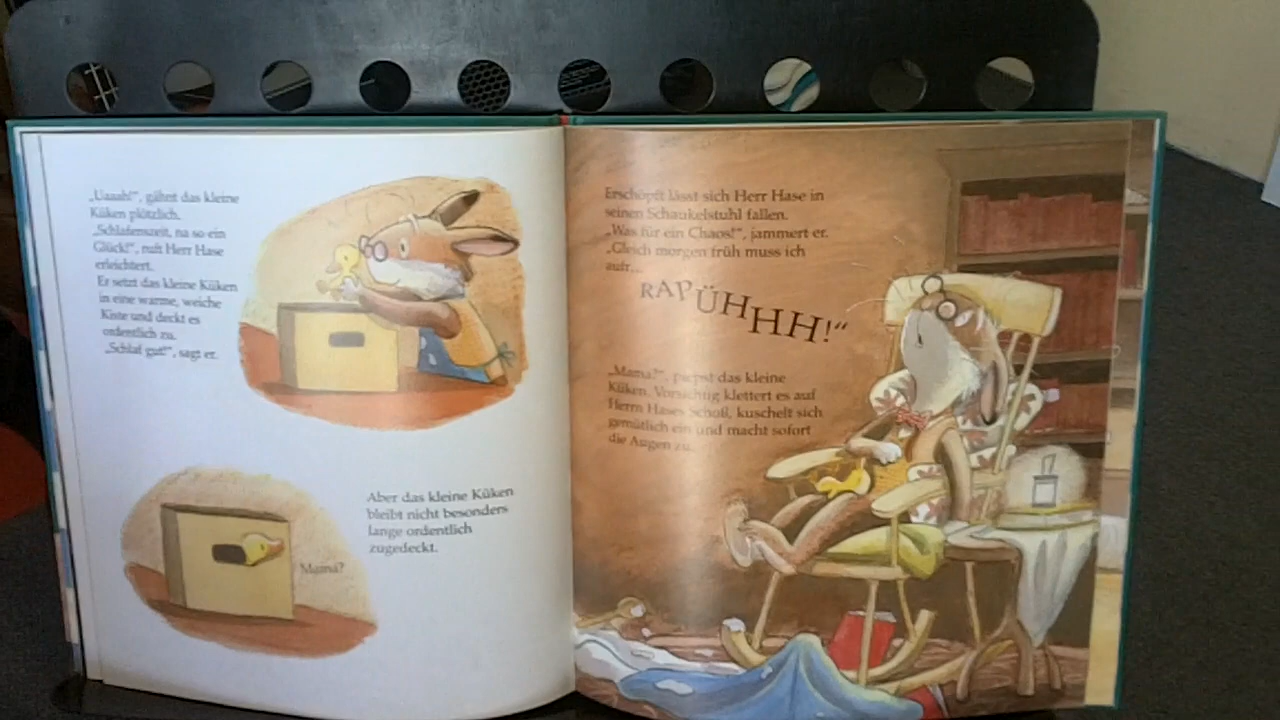 „Uaaah!“, gähnt das kleine
Küken plötzlich.
„Schlafenszeit, na so ein
Glück!“, ruft Herr Hase
erleichtert.
Er setzt das kleine Küken
in eine warme, weiche
Kiste und deckt es
ordentlich zu.
„Schlaf gut!“, sagt er.
Aber das kleine Küken
bleibt nicht besonders
lange ordentlich
zugedeckt.
Mama?
Erschöpft lässt sich Herr Hase in
seinen Schaukelstuhl fallen.
„Was für ein Chaos!“, jammert er.
„Gleich morgen früh muss ich
aufr...
RAPÜHHHH!“
„Mama?“, piepst das kleine
Küken. Vorsichtig klettert es auf
Herrn Hases Schoß, kuschelt sich
gemütlich ein und macht sofort
die Augen zu.